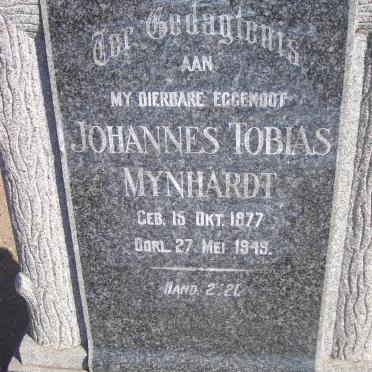 Ter Gedagtenis
AAN
MY DIERBARE EGGENOOT
JOHANNES TOBIAS
MYNHARDT
GEB. 15 OKT. 1877
OORL. 27 MEI 1949.
HAND. 2:21